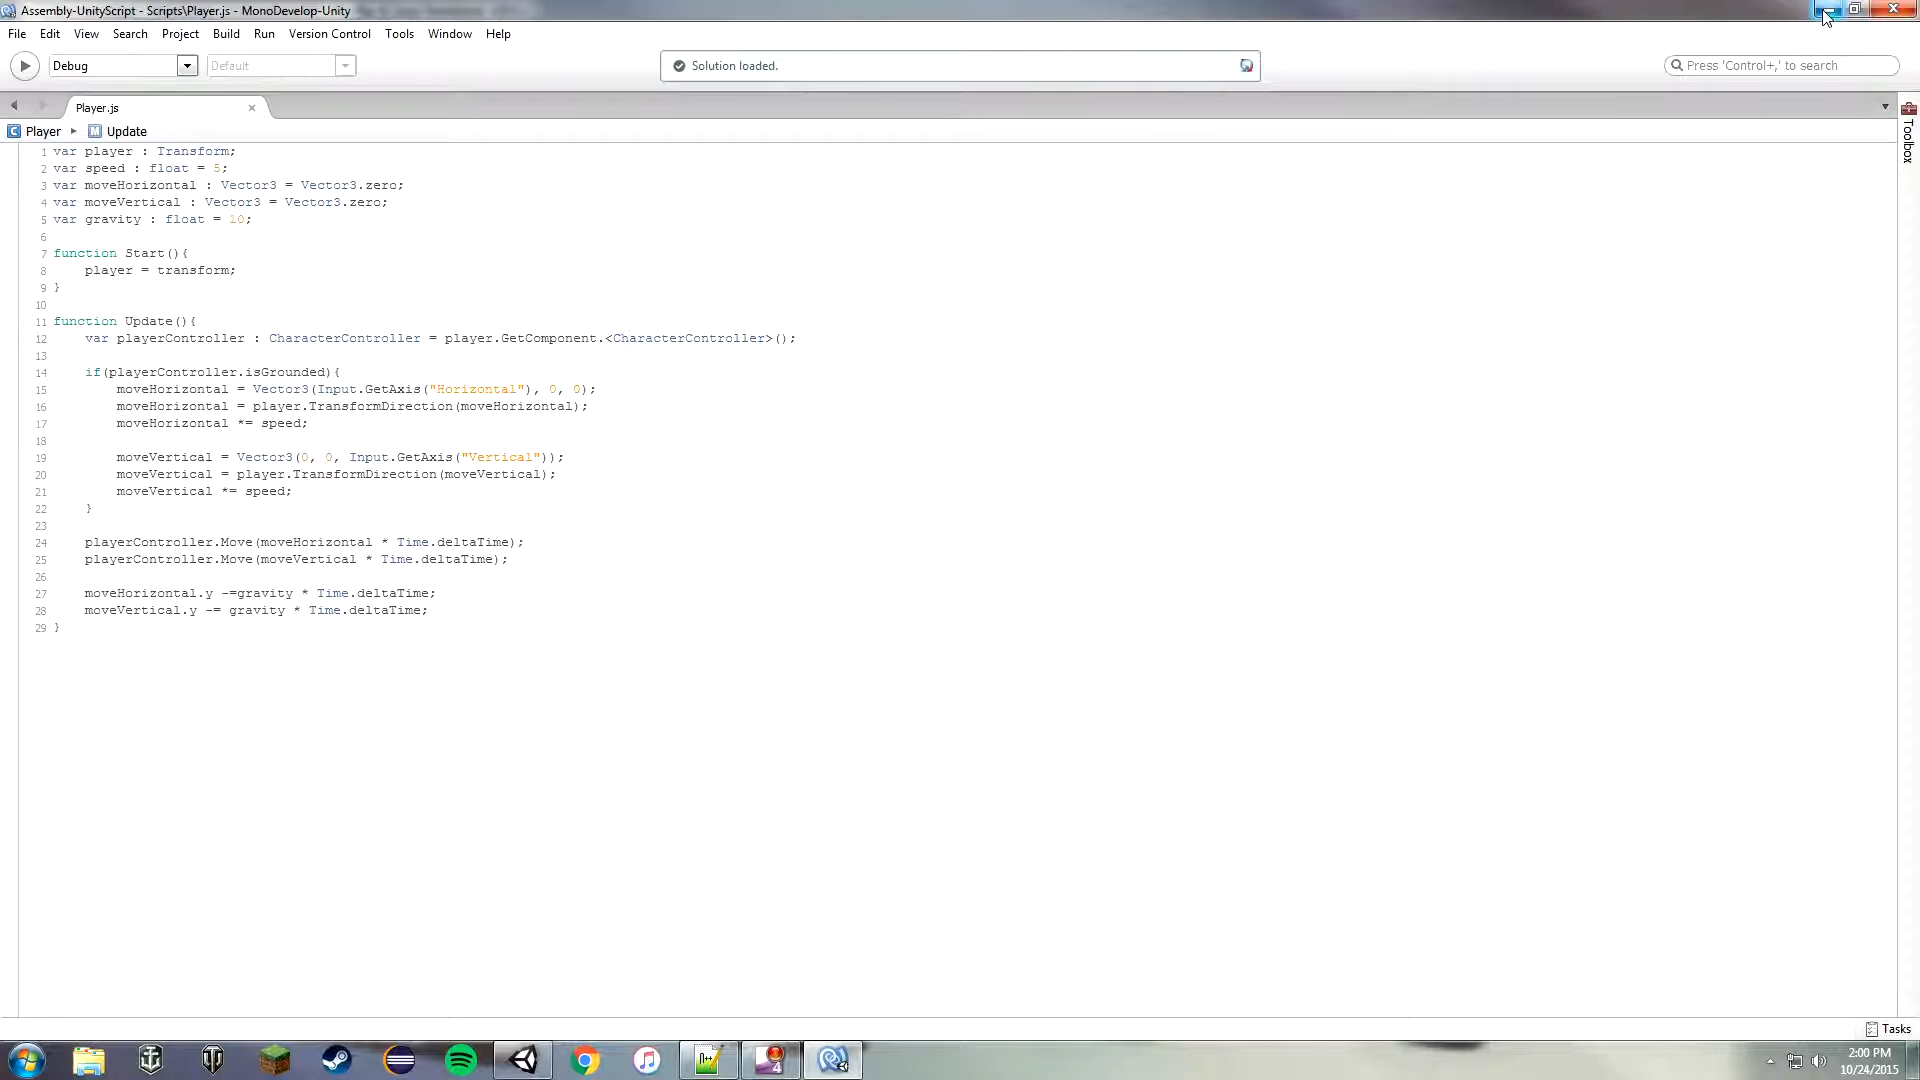 Assembly-UnityScript - Scripts\Player.js - MonoDevelop-Unity
File Edit View Search Project Build Run Version Control Tools Window Help
Debug Default Solution loaded. Press 'Control+,' to search
Player.js
Player Update
Toolbox
1 var player : Transform;
2 var speed : float = 5;
3 var moveHorizontal : Vector3 = Vector3.zero;
4 var moveVertical : Vector3 = Vector3.zero;
5 var gravity : float = 10;
6
7 function Start(){
8     player = transform;
9 }
10
11 function Update(){
12     var playerController : CharacterController = player.GetComponent.<CharacterController>();
13
14     if(playerController.isGrounded){
15         moveHorizontal = Vector3(Input.GetAxis("Horizontal"), 0, 0);
16         moveHorizontal = player.TransformDirection(moveHorizontal);
17         moveHorizontal *= speed;
18
19         moveVertical = Vector3(0, 0, Input.GetAxis("Vertical"));
20         moveVertical = player.TransformDirection(moveVertical);
21         moveVertical *= speed;
22     }
23
24     playerController.Move(moveHorizontal * Time.deltaTime);
25     playerController.Move(moveVertical * Time.deltaTime);
26
27     moveHorizontal.y -=gravity * Time.deltaTime;
28     moveVertical.y -= gravity * Time.deltaTime;
29 }
Tasks
2:00 PM
10/24/2015